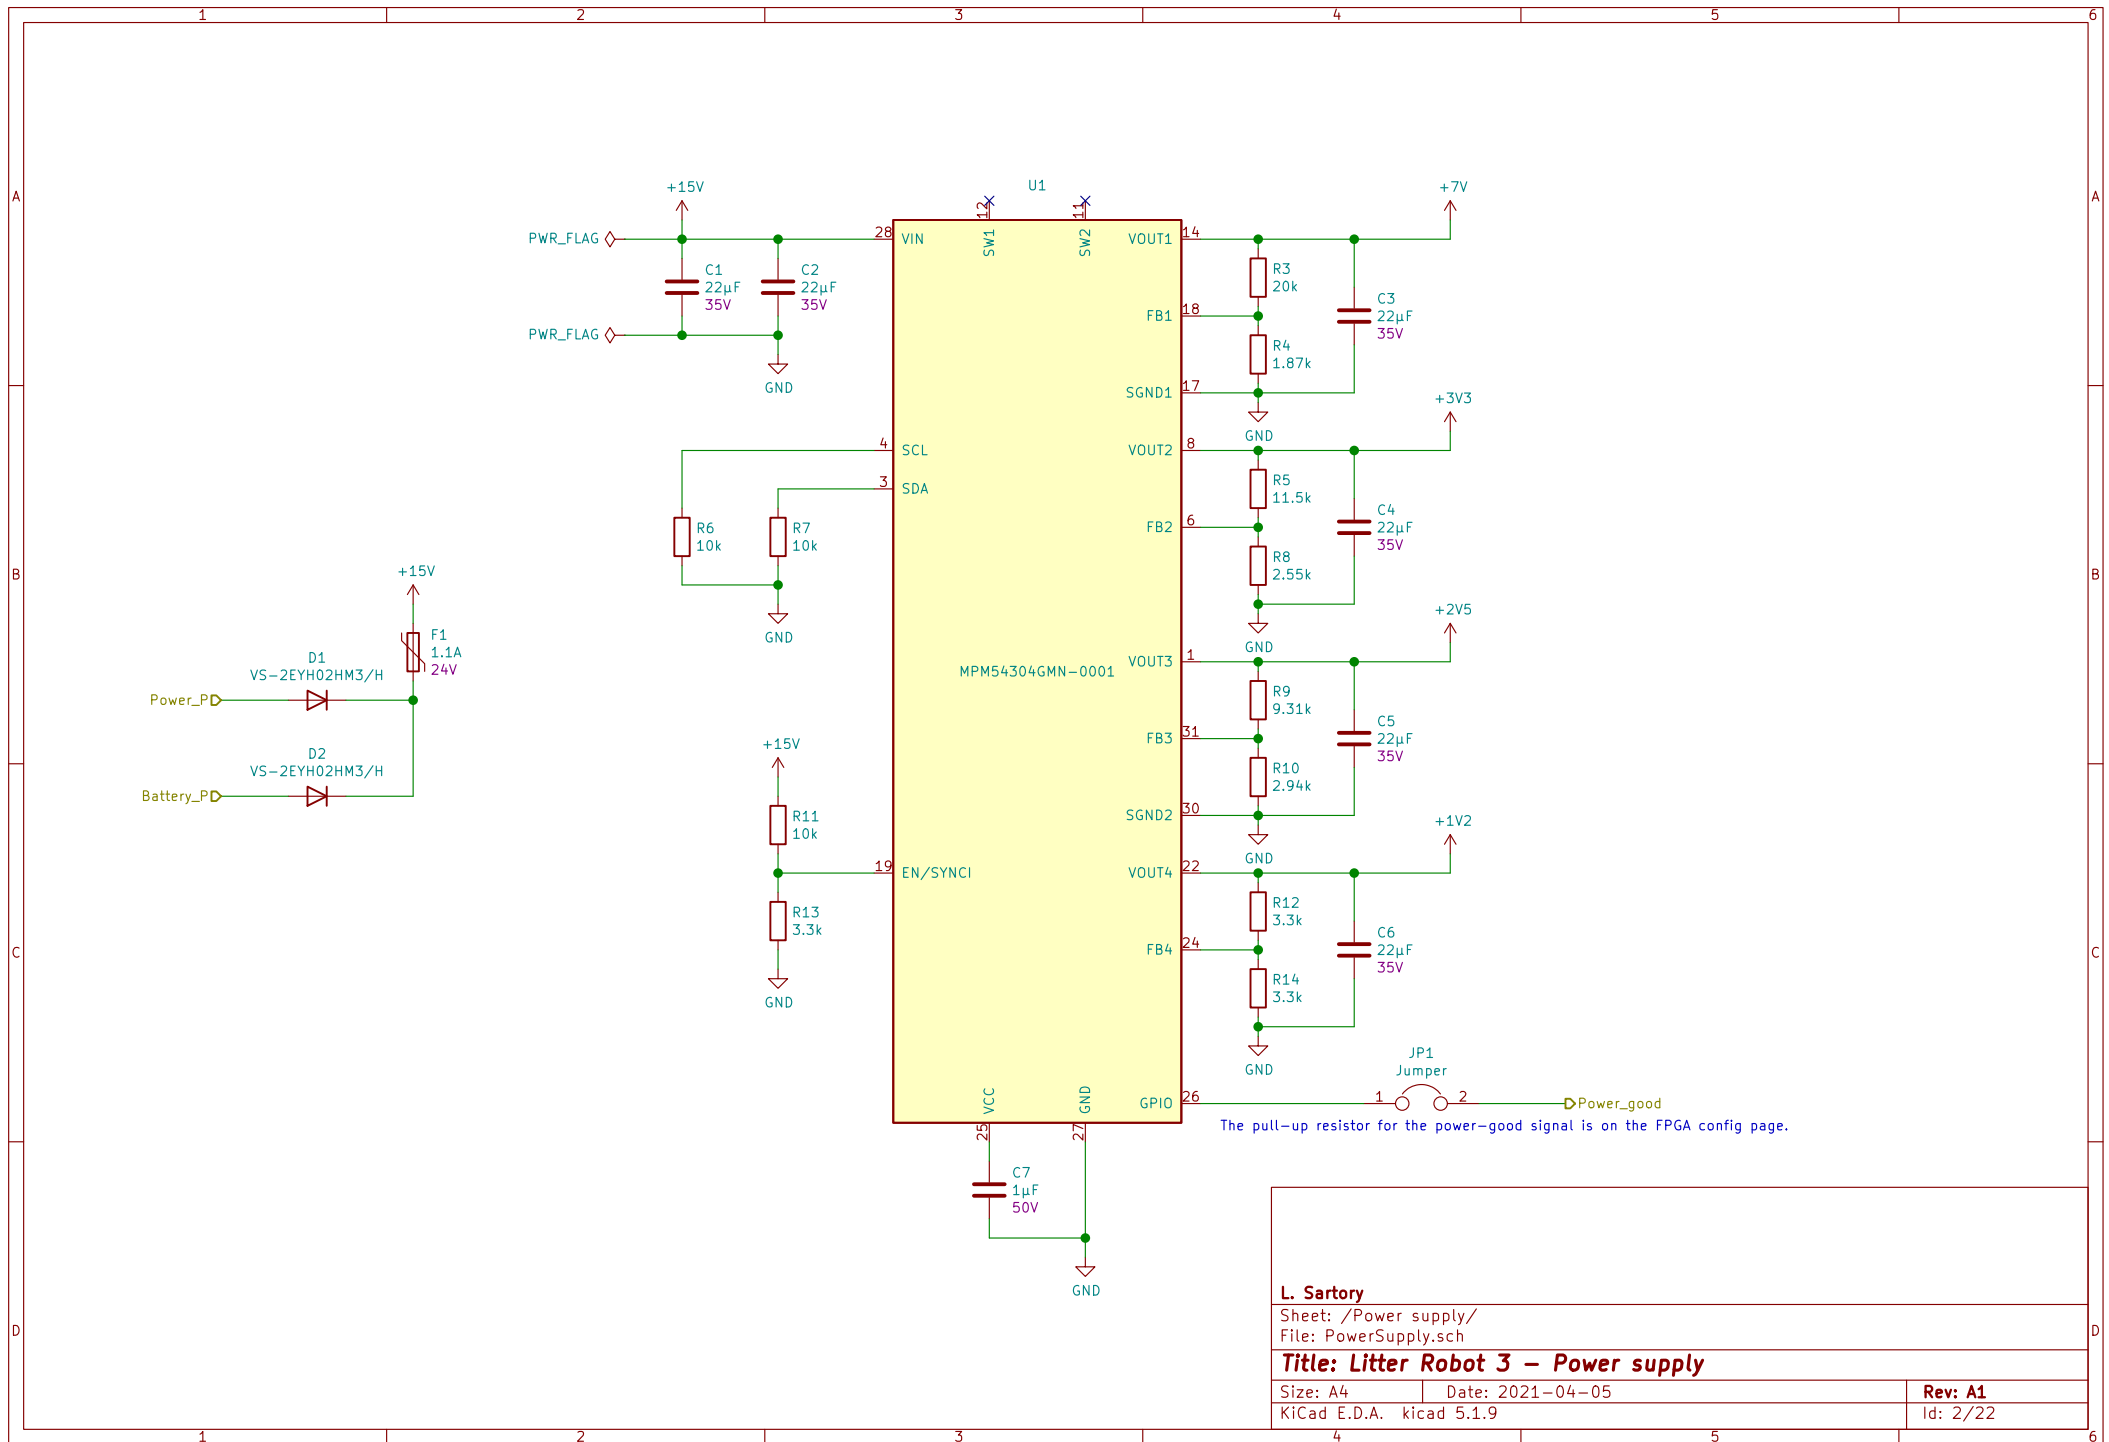 1 2 3 4 5 6
A A
B B
C C
D D
U1
MPM54304GMN-0001
+15V
PWR_FLAG
C1
22µF
35V
C2
22µF
35V
PWR_FLAG
GND
28 VIN
12 SW1
11 SW2
4 SCL
3 SDA
R6
10k
R7
10k
GND
+15V
F1
1.1A
24V
D1
VS-2EYH02HM3/H
Power_P
D2
VS-2EYH02HM3/H
Battery_P
+15V
R11
10k
19 EN/SYNCI
R13
3.3k
GND
+7V
VOUT1 14
R3
20k
FB1 18
C3
22µF
35V
R4
1.87k
SGND1 17
GND
+3V3
VOUT2 8
R5
11.5k
FB2 6
C4
22µF
35V
R8
2.55k
GND
+2V5
VOUT3 1
R9
9.31k
FB3 31
C5
22µF
35V
R10
2.94k
SGND2 30
GND
+1V2
VOUT4 22
R12
3.3k
FB4 24
C6
22µF
35V
R14
3.3k
GND
JP1
Jumper
GPIO 26
1 2
Power_good
The pull-up resistor for the power-good signal is on the FPGA config page.
VCC 25
GND 27
C7
1µF
50V
GND
L. Sartory
Sheet: /Power supply/
File: PowerSupply.sch
Title: Litter Robot 3 – Power supply
Size: A4 Date: 2021-04-05 Rev: A1
KiCad E.D.A. kicad 5.1.9 Id: 2/22
1 2 3 4 5 6